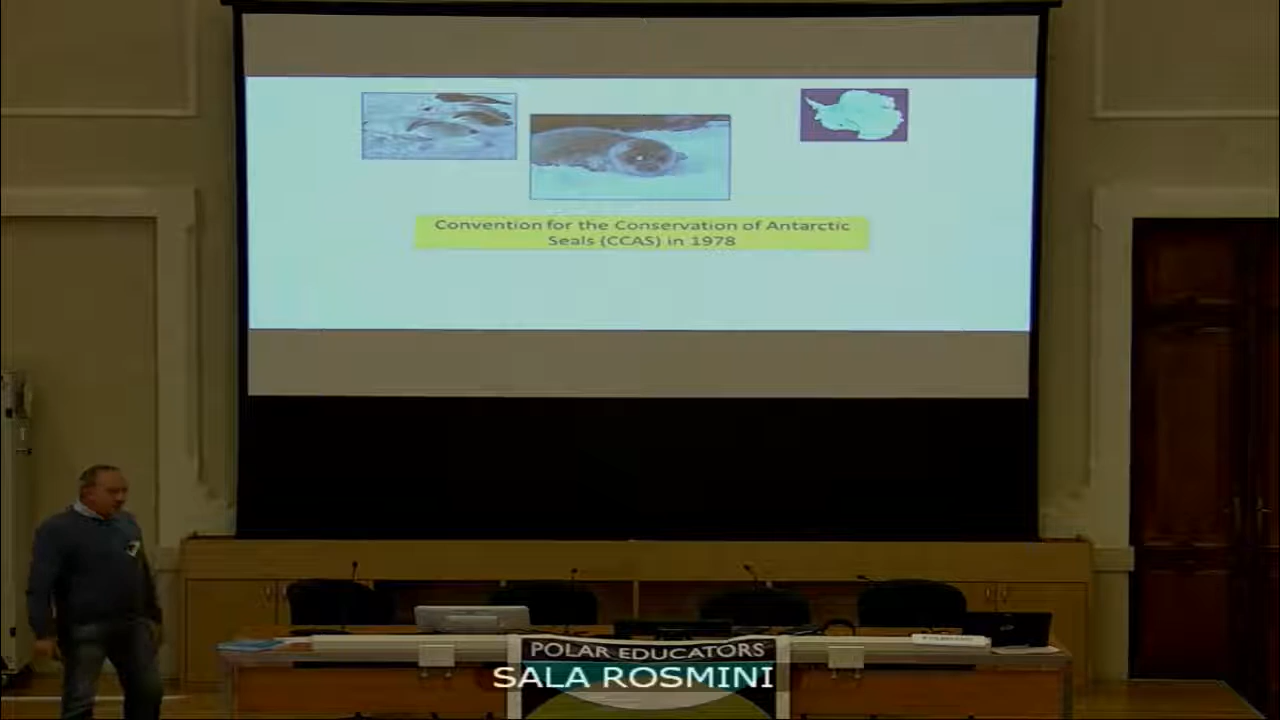 Convention for the Conservation of Antarctic
Seals (CCAS) in 1978
POLAR EDUCATORS
SALA ROSMINI